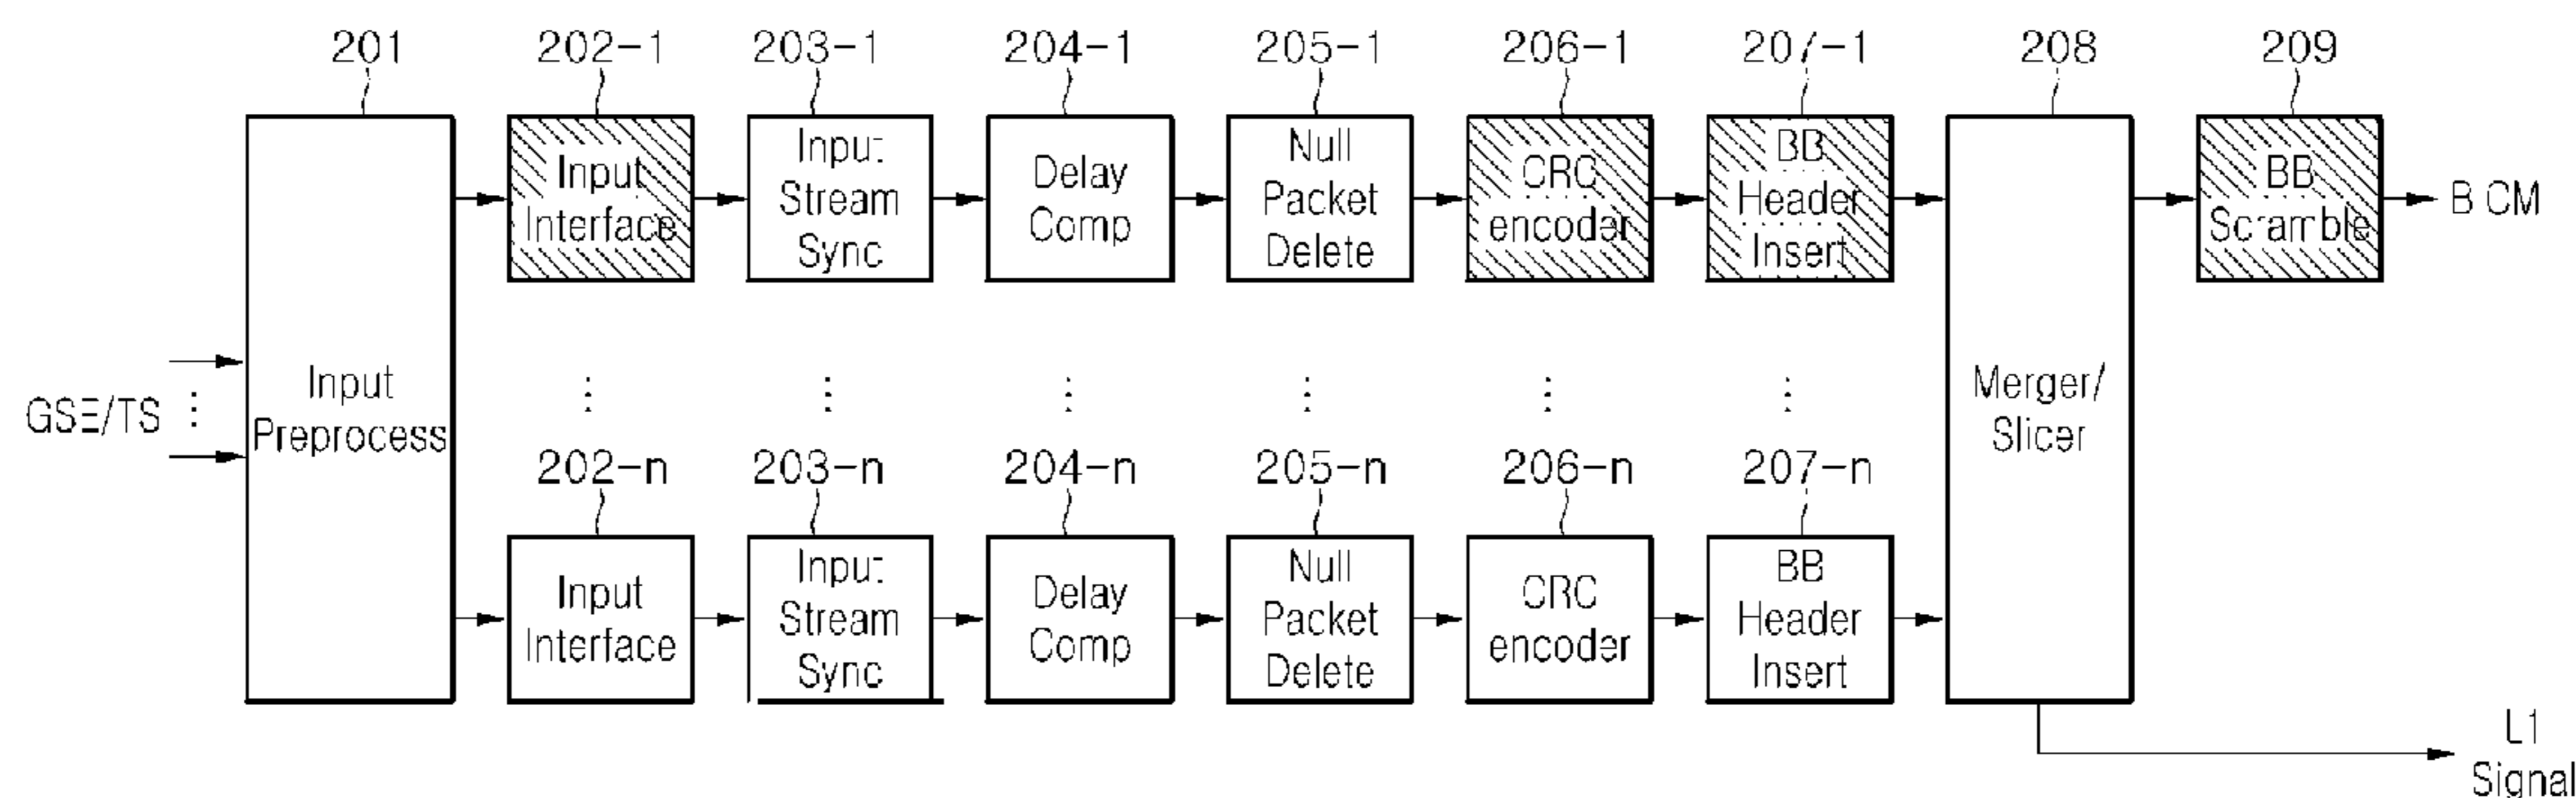 201
202-1
203-1
204-1
205-1
206-1
207-1
208
209
Input
Preprocess
Input
Interface
Input
Stream
Sync
Delay
Comp
Null
Packet
Delete
CRC
encoder
BB
Header
Insert
Merger/
Slicer
BB
Scramble
BICM
GSE/TS
202-n
203-n
204-n
205-n
206-n
207-n
Input
Interface
Input
Stream
Sync
Delay
Comp
Null
Packet
Delete
CRC
encoder
BB
Header
Insert
L1
Signal